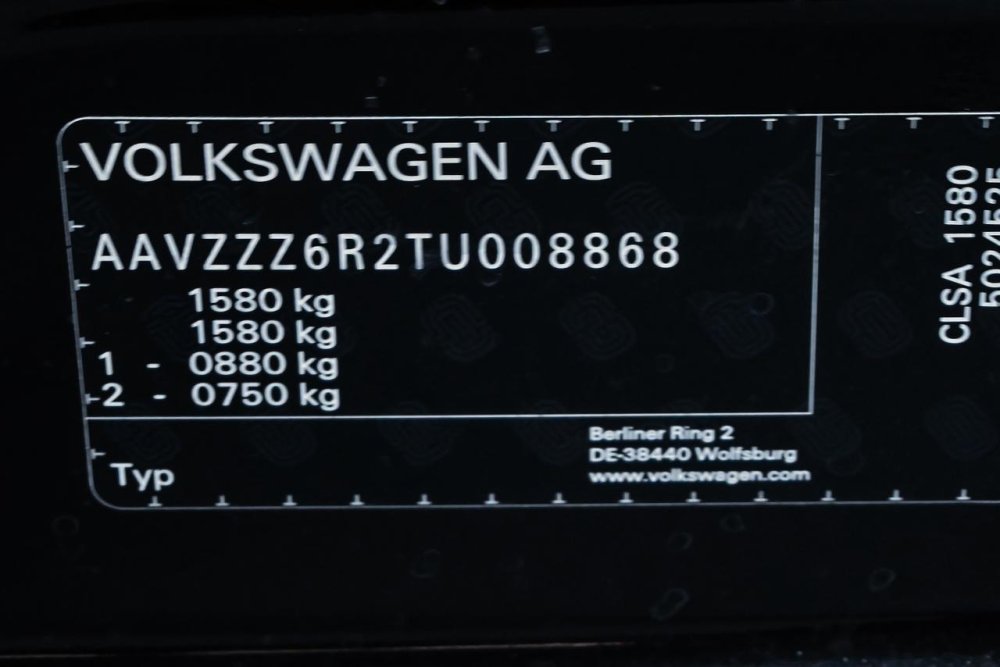 VOLKSWAGEN AG
AAVZZZ6R2TU008868
1580 kg
1580 kg
1 - 0880 kg
2 - 0750 kg
Typ
Berliner Ring 2
DE-38440 Wolfsburg
www.volkswagen.com
CLSA 1580
5024525